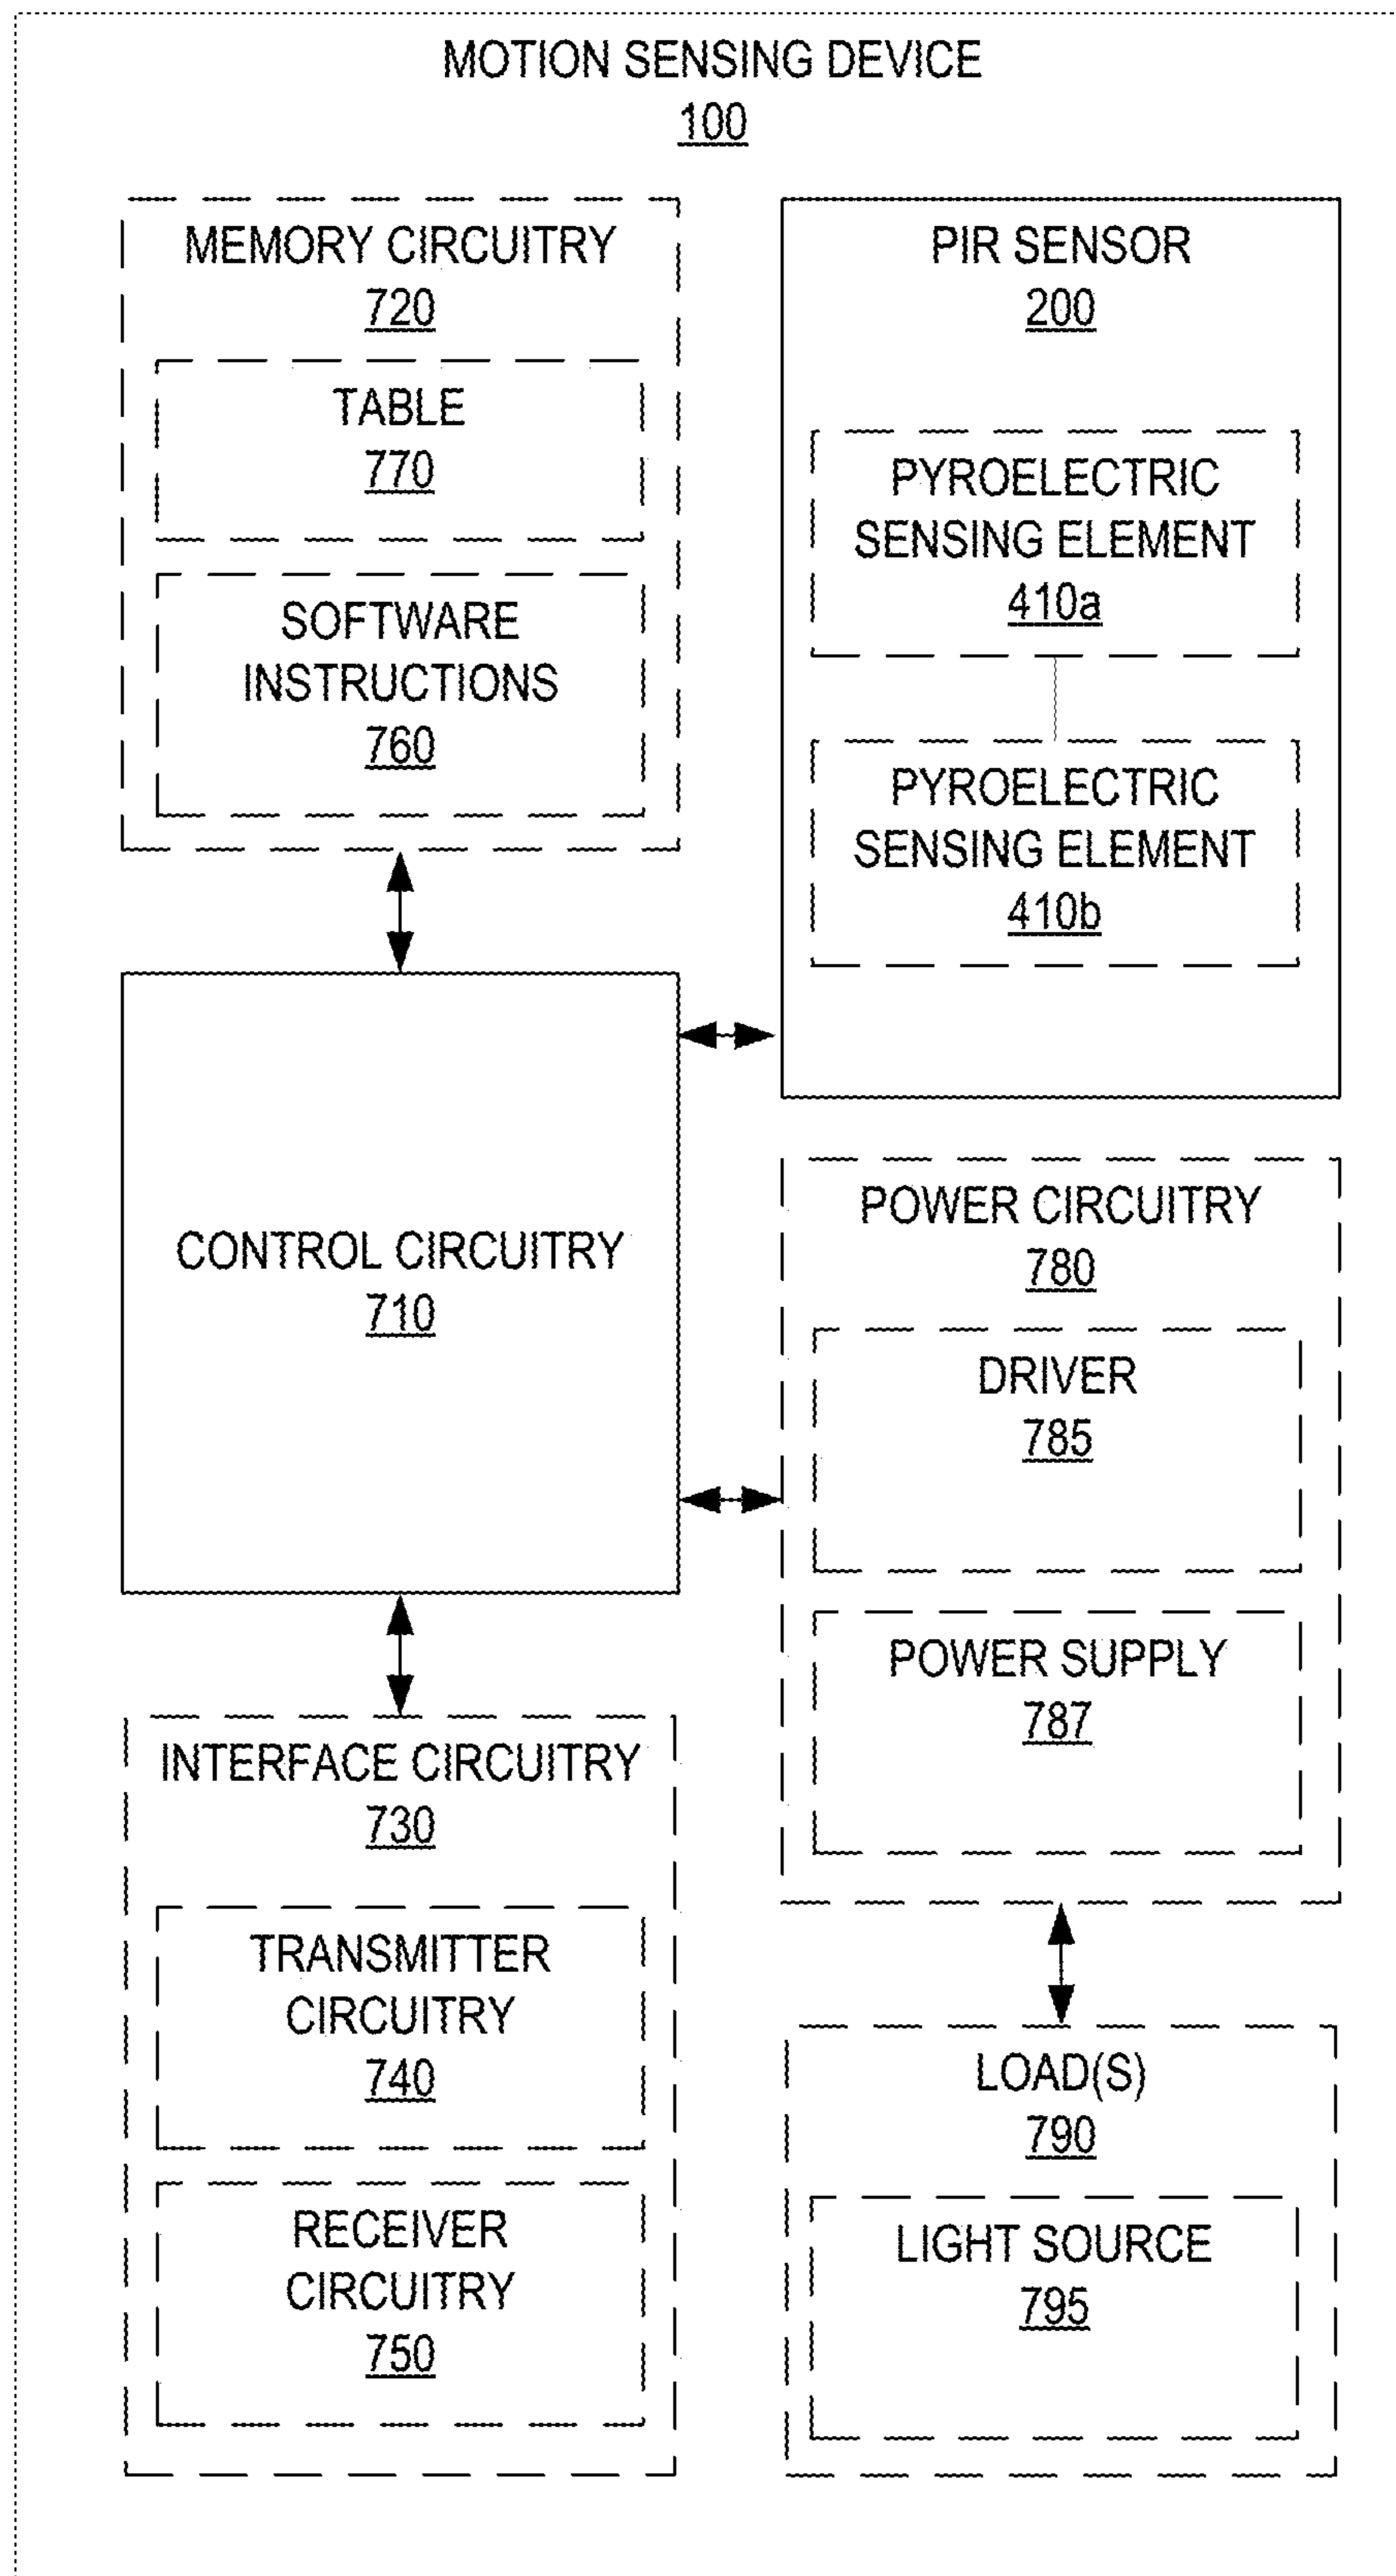 MOTION SENSING DEVICE
100
MEMORY CIRCUITRY
720
TABLE
770
SOFTWARE
INSTRUCTIONS
760
PIR SENSOR
200
PYROELECTRIC
SENSING ELEMENT
410a
PYROELECTRIC
SENSING ELEMENT
410b
CONTROL CIRCUITRY
710
POWER CIRCUITRY
780
DRIVER
785
POWER SUPPLY
787
INTERFACE CIRCUITRY
730
TRANSMITTER
CIRCUITRY
740
RECEIVER
CIRCUITRY
750
LOAD(S)
790
LIGHT SOURCE
795